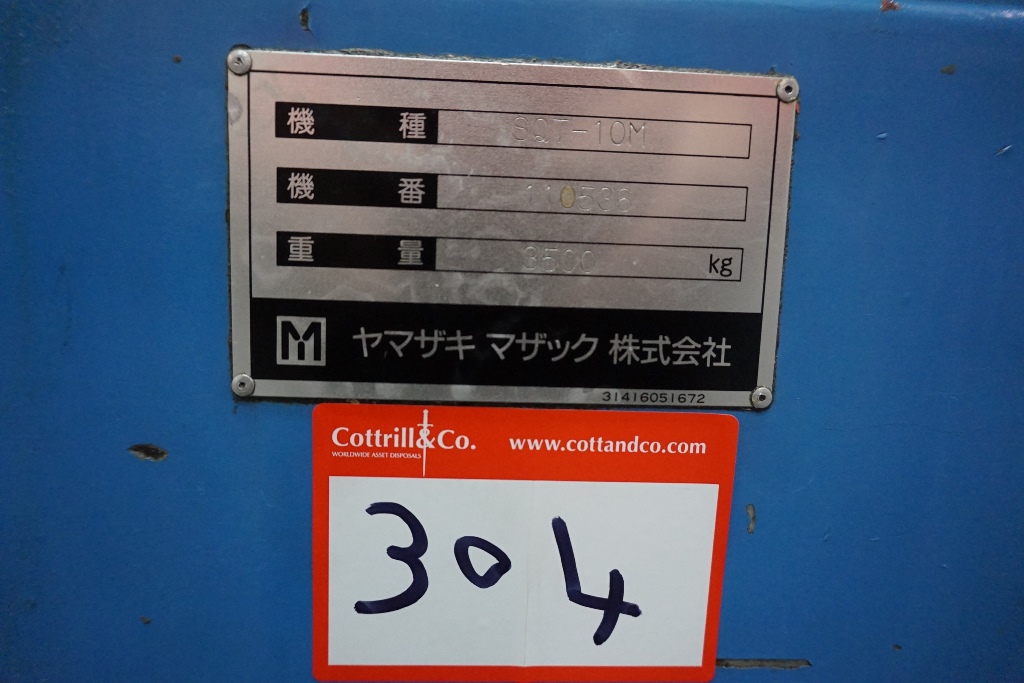 機種 SQT-10M
機番 110536
重量 3500 kg
M ヤマザキ マザック 株式会社
31416051672
Cottrill&Co. www.cottandco.com
WORLDWIDE ASSET DISPOSALS
304